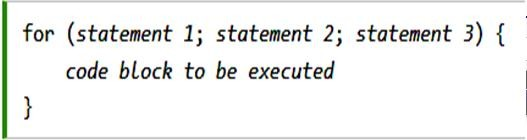 for (statement 1; statement 2; statement 3) {
    code block to be executed
}